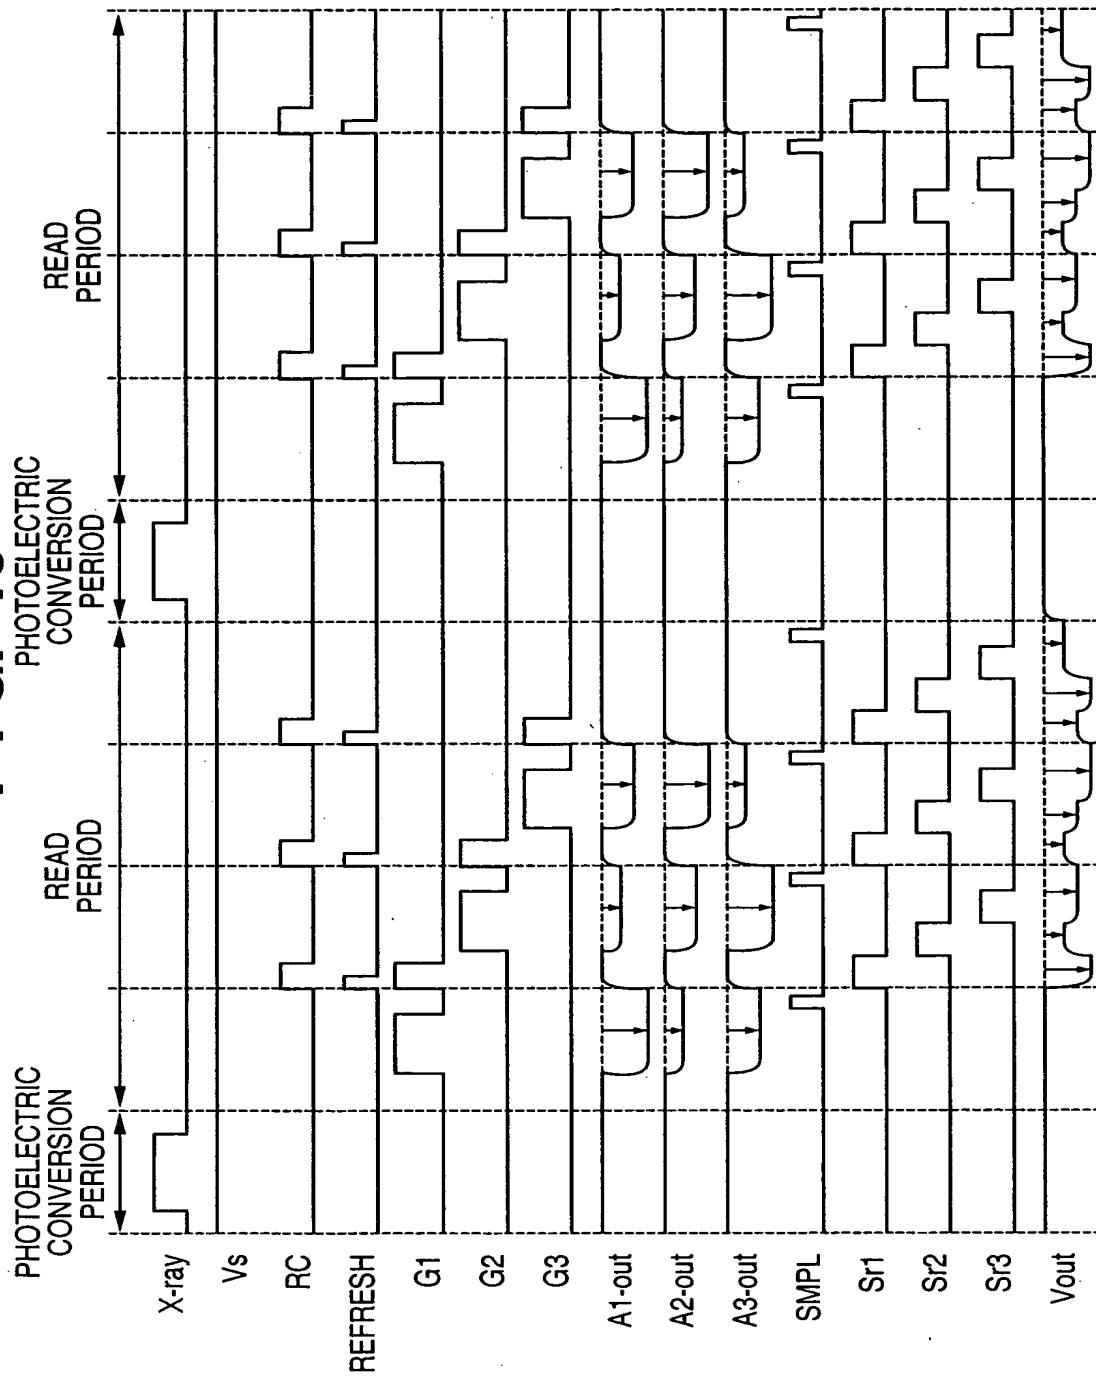 PHOTOELECTRIC
CONVERSION
PERIOD
READ
PERIOD
PHOTOELECTRIC
CONVERSION
PERIOD
READ
PERIOD
X-ray
Vs
RC
REFRESH
G1
G2
G3
A1-out
A2-out
A3-out
SMPL
Sr1
Sr2
Sr3
Vout